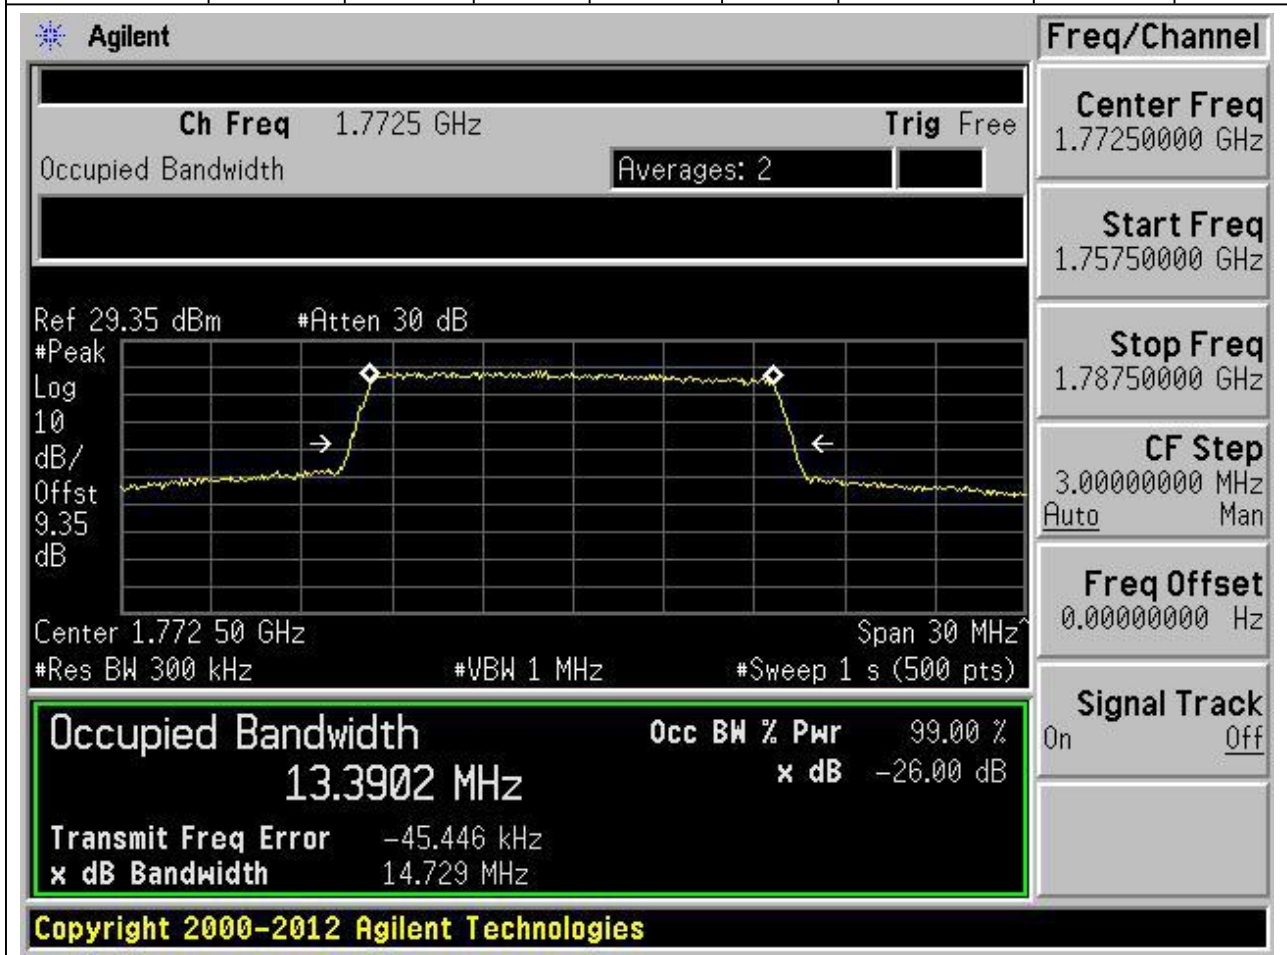 Agilent
Freq/Channel
Ch Freq 1.7725 GHz Trig Free
Occupied Bandwidth Averages: 2
Center Freq
1.77250000 GHz
Start Freq
1.75750000 GHz
Stop Freq
1.78750000 GHz
CF Step
3.00000000 MHz
Auto Man
Freq Offset
0.00000000 Hz
Signal Track
On Off
Ref 29.35 dBm #Atten 30 dB
#Peak
Log
10
dB/
Offst
9.35
dB
Center 1.772 50 GHz Span 30 MHz^
#Res BW 300 kHz #VBW 1 MHz #Sweep 1 s (500 pts)
Occupied Bandwidth Occ BW % Pwr 99.00 %
13.3902 MHz x dB -26.00 dB
Transmit Freq Error -45.446 kHz
x dB Bandwidth 14.729 MHz
Copyright 2000-2012 Agilent Technologies